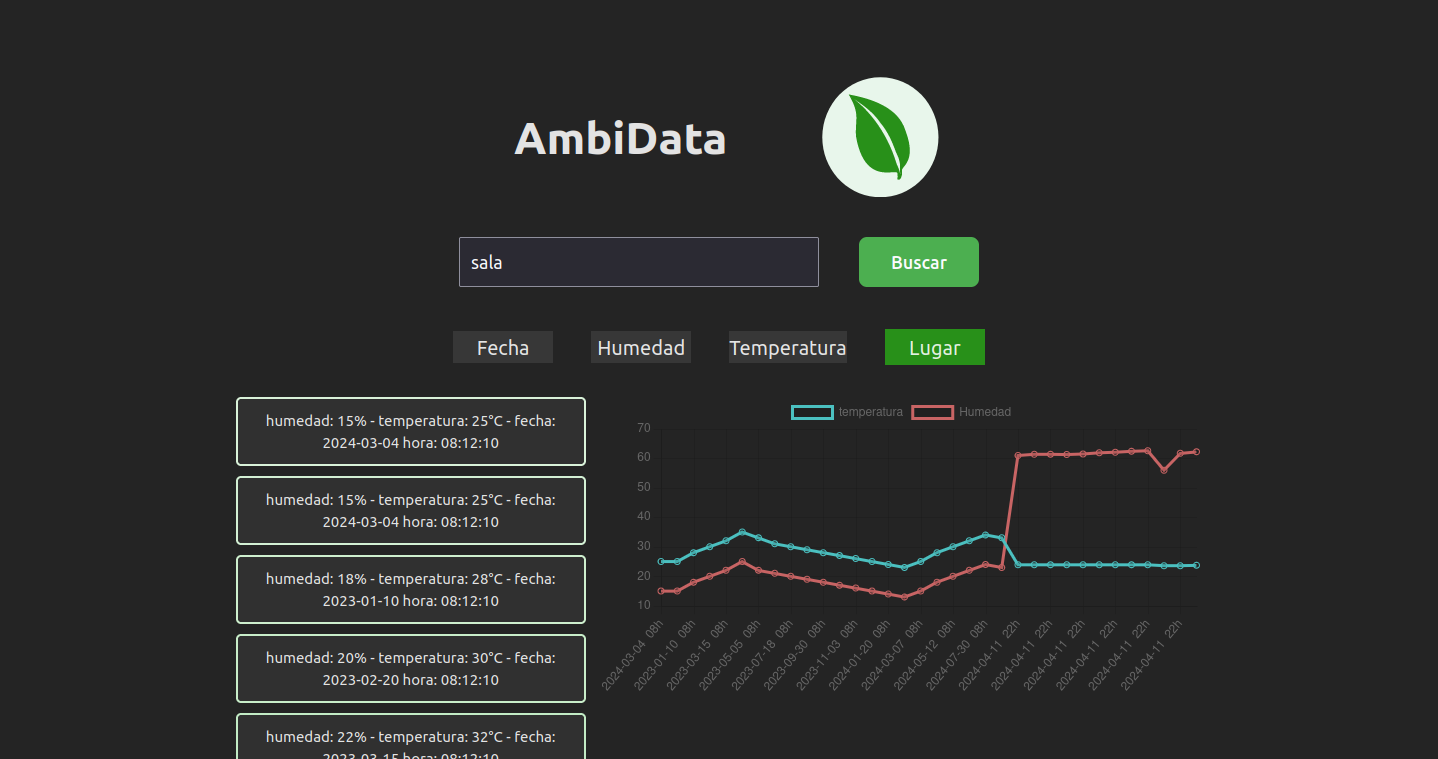 AmbiData
sala
Buscar
Fecha
Humedad
Temperatura
Lugar
humedad: 15% - temperatura: 25°C - fecha:
2024-03-04 hora: 08:12:10
humedad: 15% - temperatura: 25°C - fecha:
2024-03-04 hora: 08:12:10
humedad: 18% - temperatura: 28°C - fecha:
2023-01-10 hora: 08:12:10
humedad: 20% - temperatura: 30°C - fecha:
2023-02-20 hora: 08:12:10
humedad: 22% - temperatura: 32°C - fecha:
2023-03-15 hora: 08:12:10
temperatura
Humedad
70
60
50
40
30
20
10
2024-03-04 08h
2023-01-10 08h
2023-03-15 08h
2023-05-05 08h
2023-07-18 08h
2023-09-30 08h
2023-11-03 08h
2024-01-20 08h
2024-03-07 08h
2024-05-12 08h
2024-07-30 08h
2024-04-11 22h
2024-04-11 22h
2024-04-11 22h
2024-04-11 22h
2024-04-11 22h
2024-04-11 22h